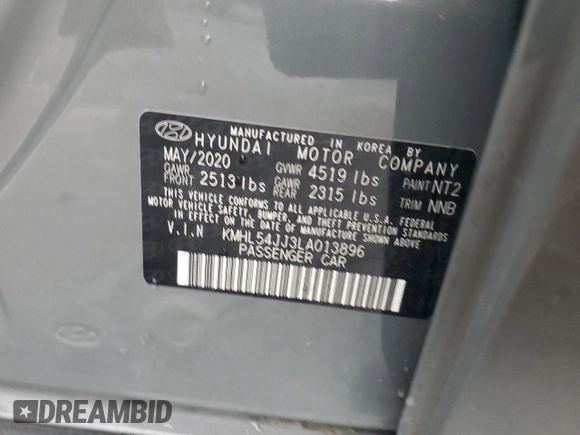 MANUFACTURED IN KOREA BY
HYUNDAI MOTOR COMPANY
MAY/2020 GVWR 4519 lbs PAINT NT2
GAWR FRONT 2513 lbs GAWR REAR 2315 lbs TRIM NNB
THIS VEHICLE CONFORMS TO ALL APPLICABLE U.S.A. FEDERAL
MOTOR VEHICLE SAFETY, BUMPER, AND THEFT PREVENTION STANDARDS
IN EFFECT ON THE DATE OF MANUFACTURE SHOWN ABOVE.
V.I.N KMHL54JJ3LA013896
PASSENGER CAR
DREAMBID